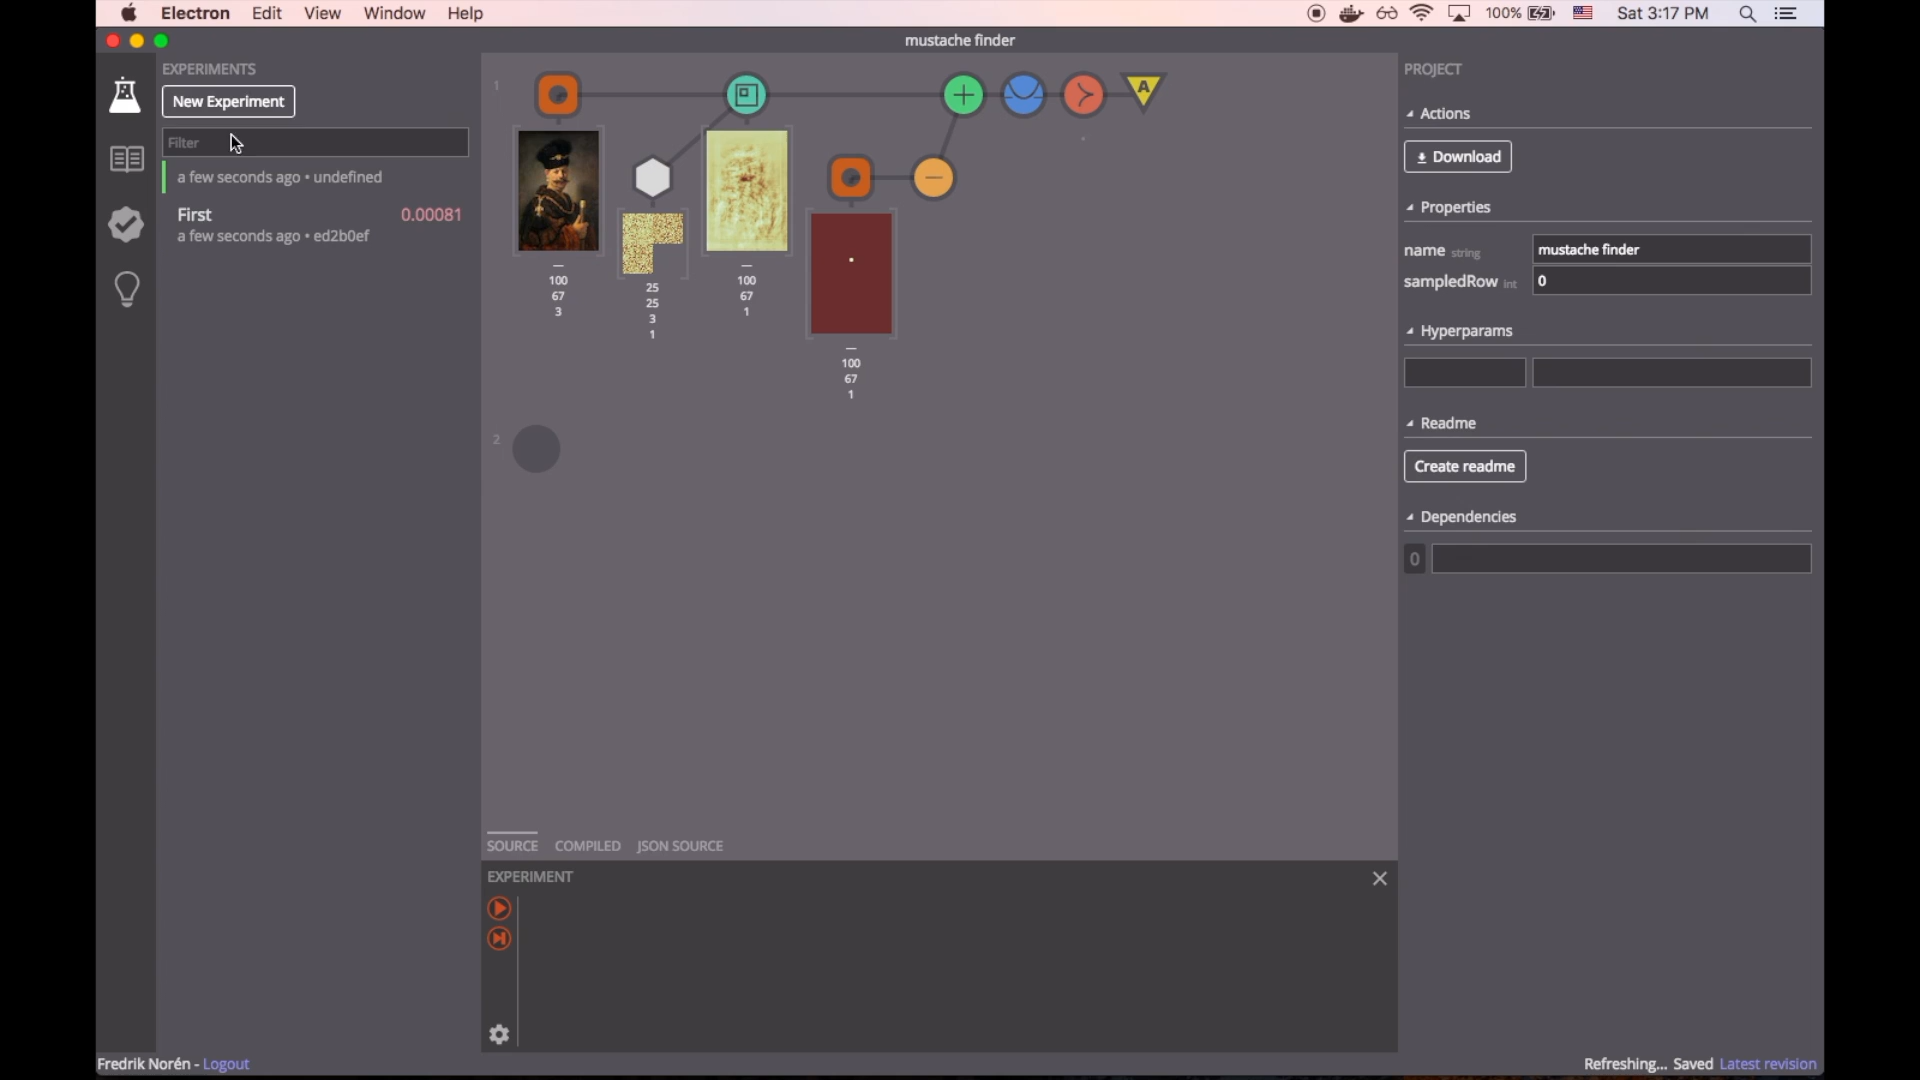 Electron Edit View Window Help 100% Sat 3:17 PM
mustache finder
EXPERIMENTS
New Experiment
Filter
a few seconds ago • undefined
First 0.00081
a few seconds ago • ed2b0ef
1
A
—
100
67
3
25
25
3
1
—
100
67
1
—
100
67
1
2
SOURCE COMPILED JSON SOURCE
EXPERIMENT
PROJECT
Actions
Download
Properties
name string mustache finder
sampledRow int 0
Hyperparams
Readme
Create readme
Dependencies
0
Fredrik Norén - Logout
Refreshing... Saved Latest revision